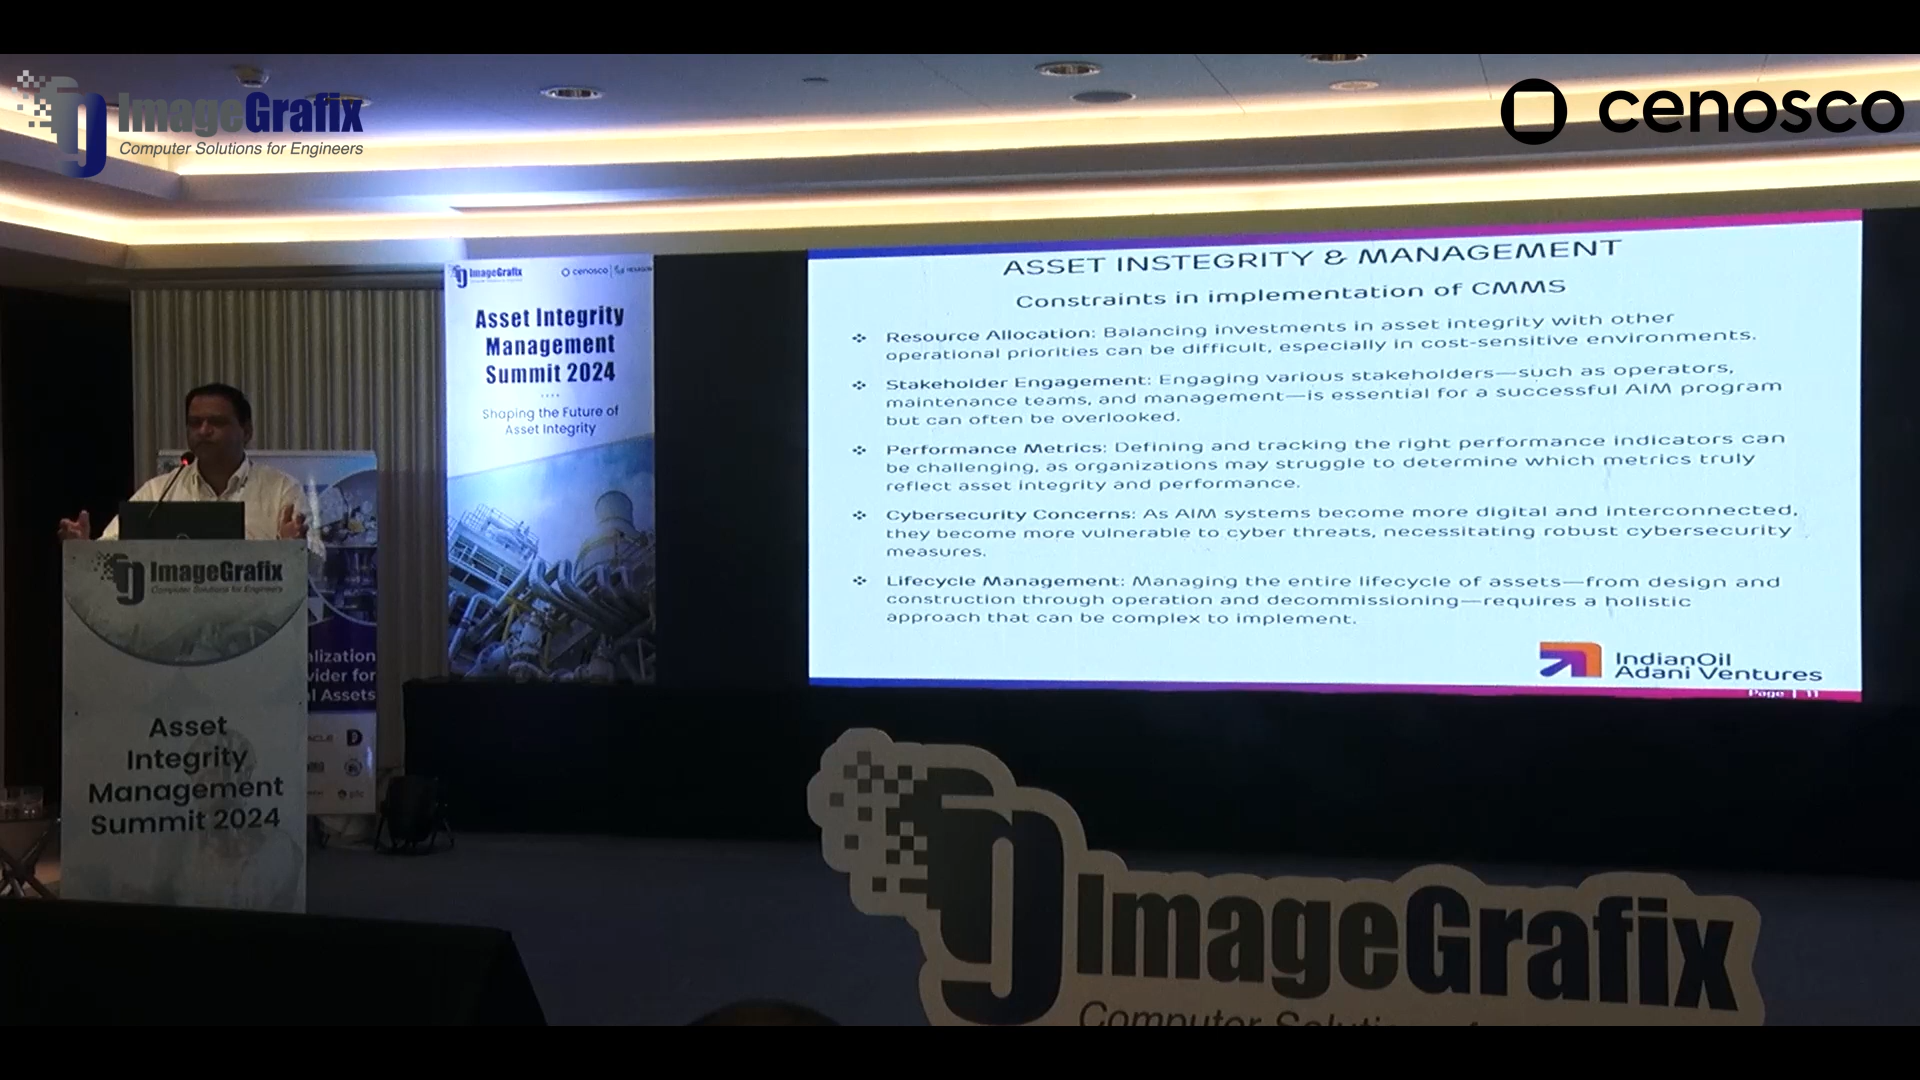 ImageGrafix
Computer Solutions for Engineers
cenosco
ImageGrafix
cenosco
Asset Integrity
Management
Summit 2024
Shaping the Future of
Asset Integrity
ASSET INSTEGRITY & MANAGEMENT
Constraints in implementation of CMMS
❖ Resource Allocation: Balancing investments in asset integrity with other
operational priorities can be difficult, especially in cost-sensitive environments.
❖ Stakeholder Engagement: Engaging various stakeholders—such as operators,
maintenance teams, and management—is essential for a successful AIM program
but can often be overlooked.
❖ Performance Metrics: Defining and tracking the right performance indicators can
be challenging, as organizations may struggle to determine which metrics truly
reflect asset integrity and performance.
❖ Cybersecurity Concerns: As AIM systems become more digital and interconnected,
they become more vulnerable to cyber threats, necessitating robust cybersecurity
measures.
❖ Lifecycle Management: Managing the entire lifecycle of assets—from design and
construction through operation and decommissioning—requires a holistic
approach that can be complex to implement.
IndianOil
Adani Ventures
Page | 11
ImageGrafix
Computer Solutions for Engineers
Asset
Integrity
Management
Summit 2024
alization
vider for
l Assets
ImageGrafix
Computer